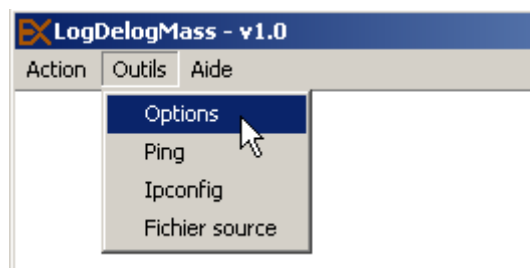 LogDelogMass - v1.0
Action Outils Aide
Options
Ping
Ipconfig
Fichier source